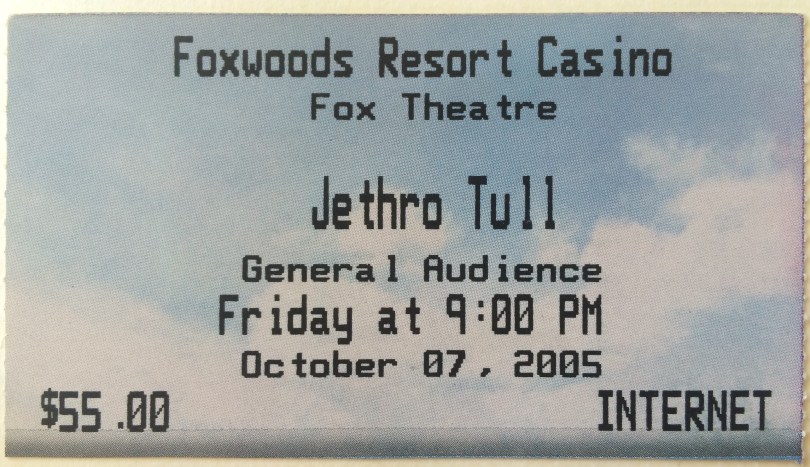 Foxwoods Resort Casino
Fox Theatre
Jethro Tull
General Audience
Friday at 9:00 PM
October 07, 2005
$55.00 INTERNET